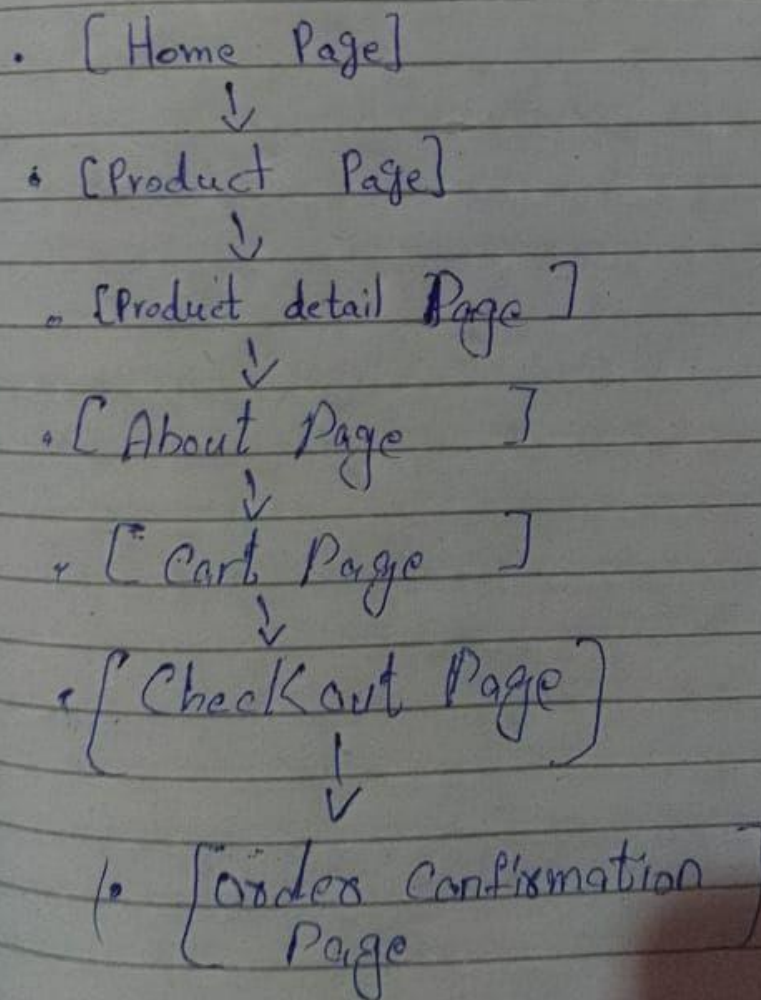 . [Home Page]
↓
. [Product Page]
↓
. [Product detail Page]
↓
. [About Page]
↓
. [Cart Page]
↓
. [Checkout Page]
↓
. [Order Confirmation
Page